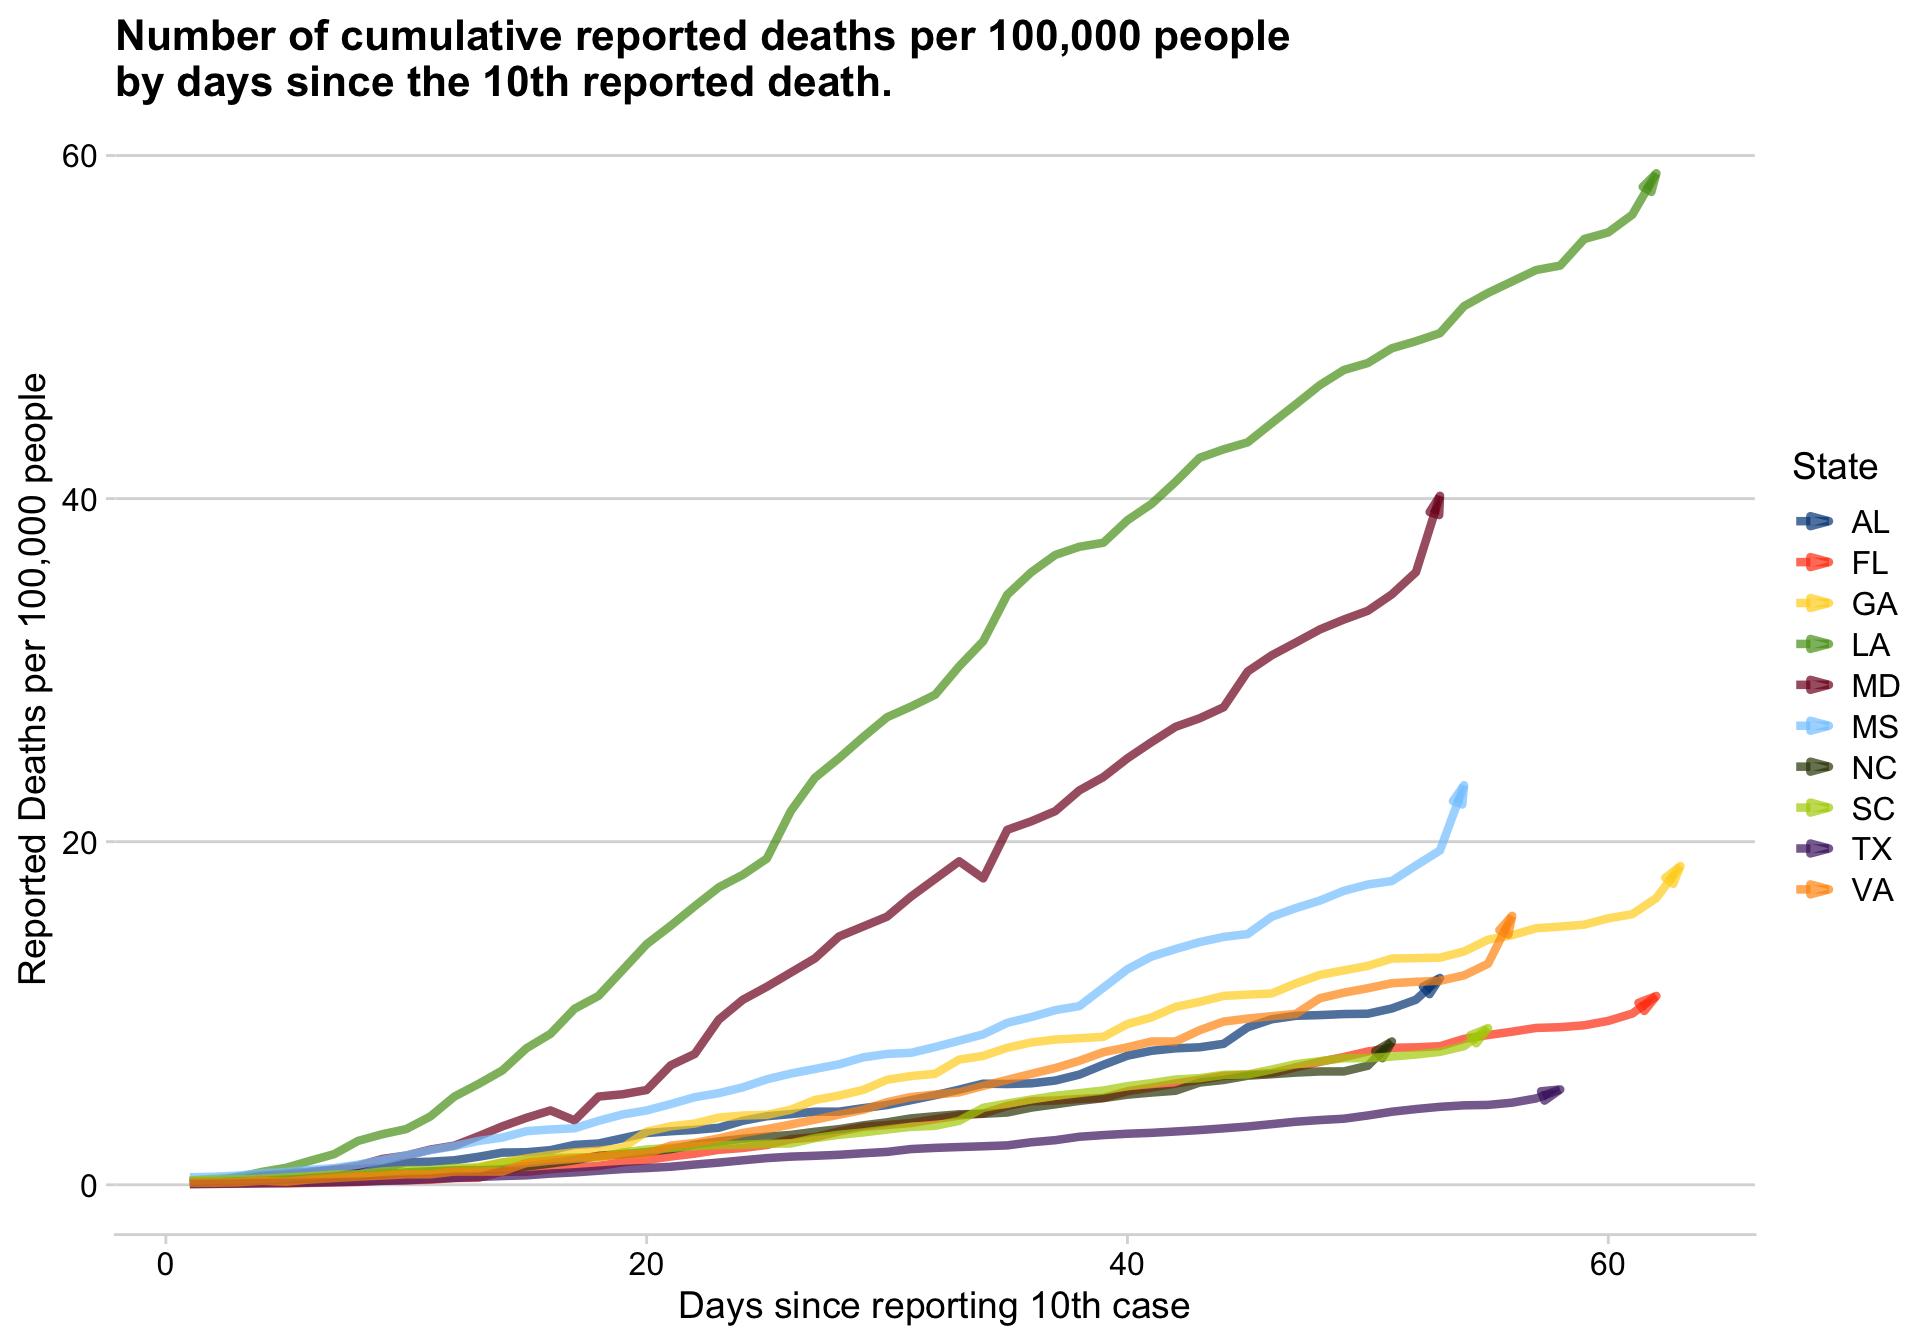 Number of cumulative reported deaths per 100,000 people
by days since the 10th reported death.
Reported Deaths per 100,000 people
60
40
20
0
0
20
40
60
Days since reporting 10th case
State
AL
FL
GA
LA
MD
MS
NC
SC
TX
VA